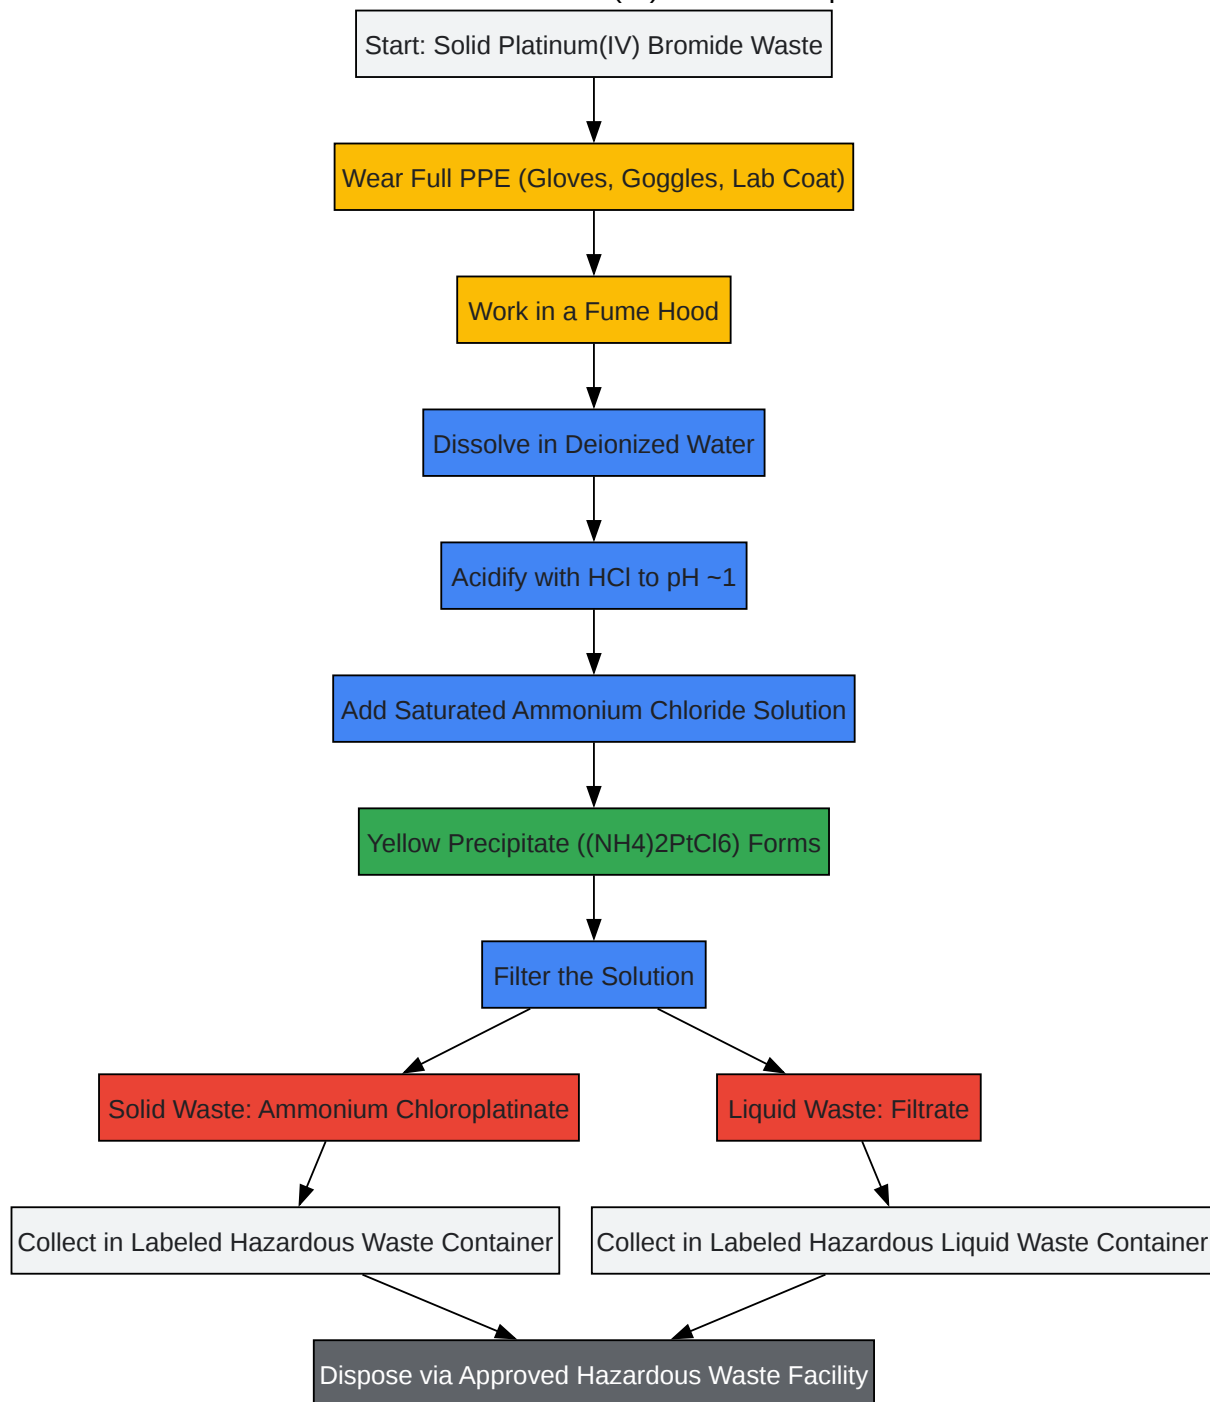 Start: Solid Platinum(IV) Bromide Waste
Wear Full PPE (Gloves, Goggles, Lab Coat)
Work in a Fume Hood
Dissolve in Deionized Water
Acidify with HCl to pH ~1
Add Saturated Ammonium Chloride Solution
Yellow Precipitate ((NH4)2PtCl6) Forms
Filter the Solution
Solid Waste: Ammonium Chloroplatinate
Liquid Waste: Filtrate
Collect in Labeled Hazardous Waste Container
Collect in Labeled Hazardous Liquid Waste Container
Dispose via Approved Hazardous Waste Facility